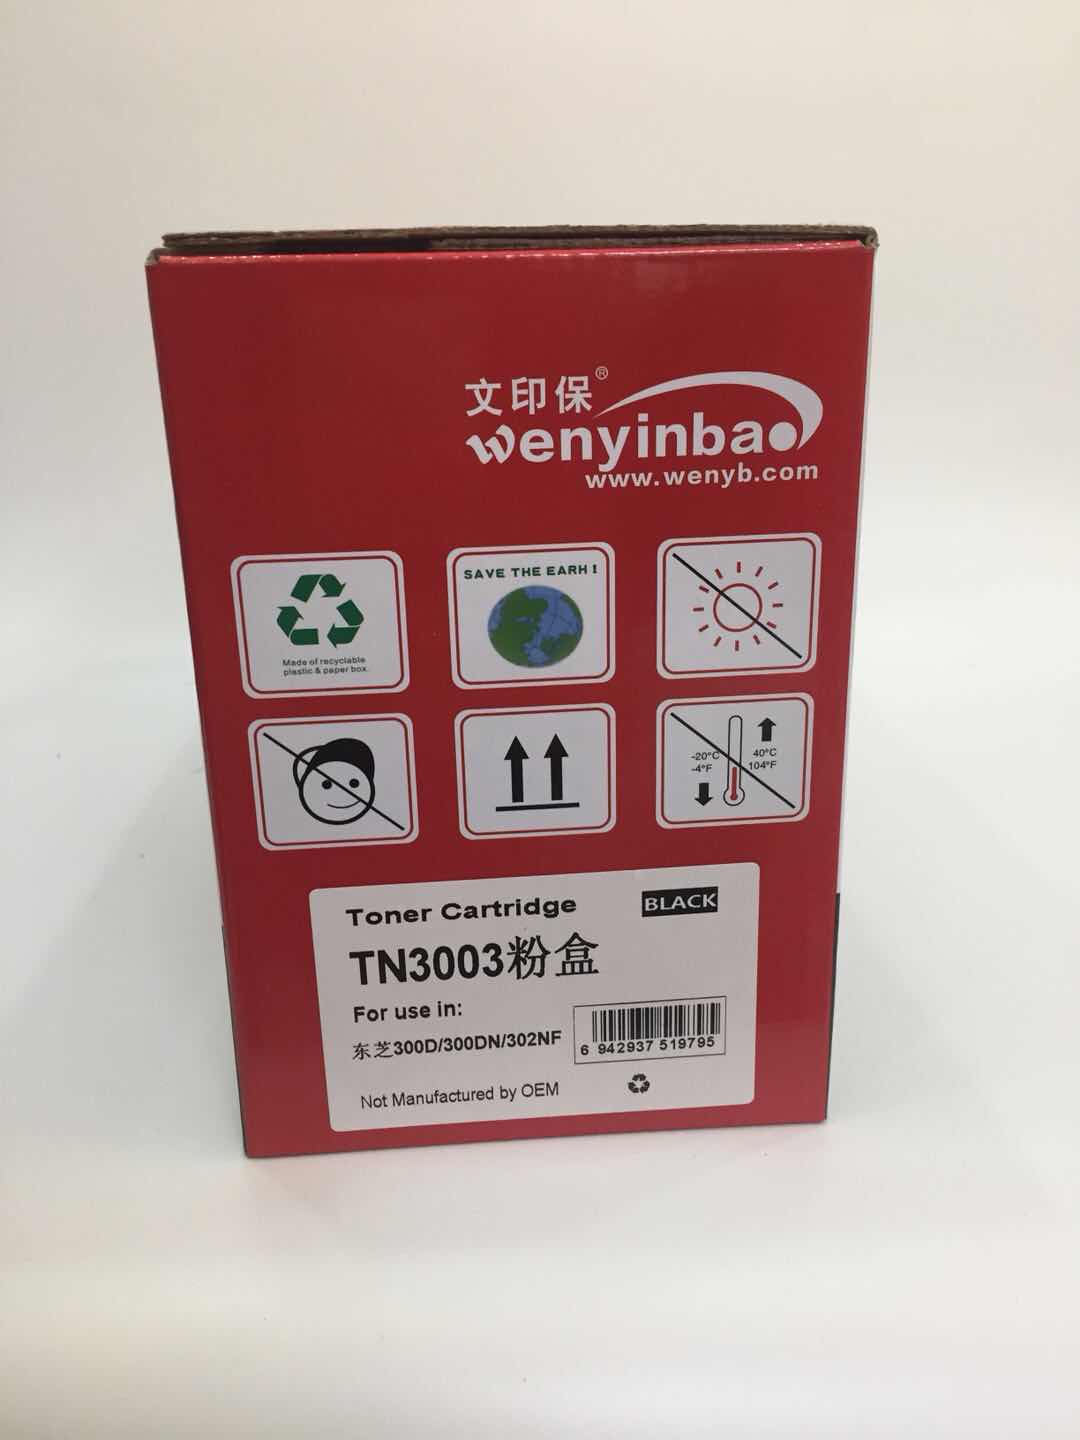 文印保®
wenyinbao
www.wenyb.com
Made of recyclable
plastic & paper box.
SAVE THE EARH !
-20°C
-4°F
40°C
104°F
Toner Cartridge
BLACK
TN3003粉盒
For use in:
东芝300D/300DN/302NF
6 942937 519795
Not Manufactured by OEM